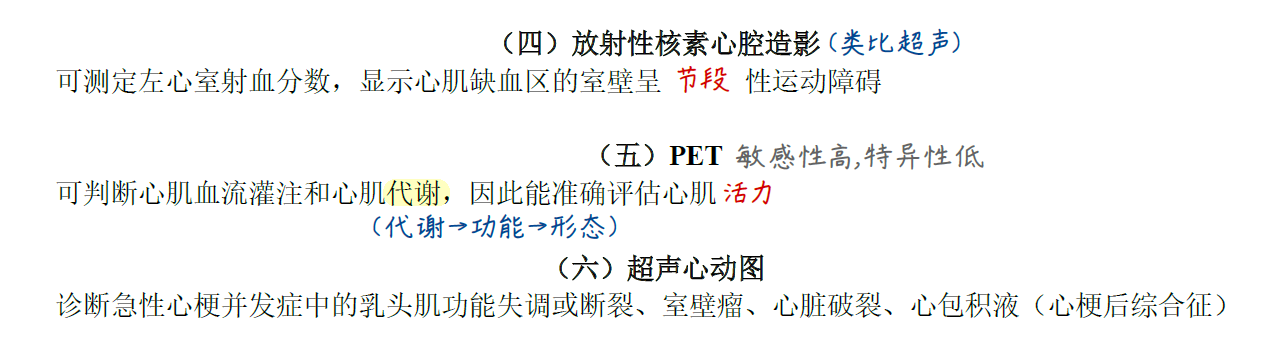 （四）放射性核素心腔造影(类比超声)
可测定左心室射血分数，显示心肌缺血区的室壁呈 节段 性运动障碍
（五）PET 敏感性高,特异性低
可判断心肌血流灌注和心肌代谢，因此能准确评估心肌活力
(代谢→功能→形态)
（六）超声心动图
诊断急性心梗并发症中的乳头肌功能失调或断裂、室壁瘤、心脏破裂、心包积液（心梗后综合征）